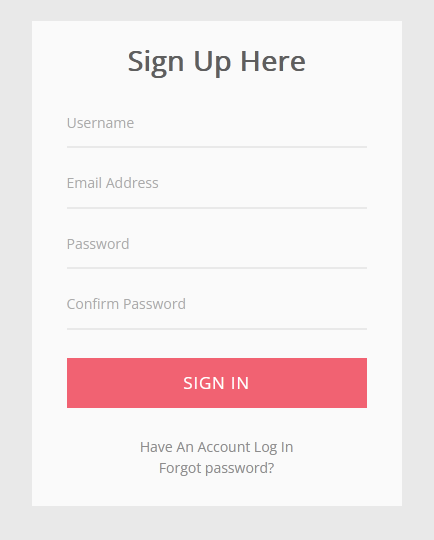 Sign Up Here
Username
Email Address
Password
Confirm Password
SIGN IN
Have An Account Log In
Forgot password?